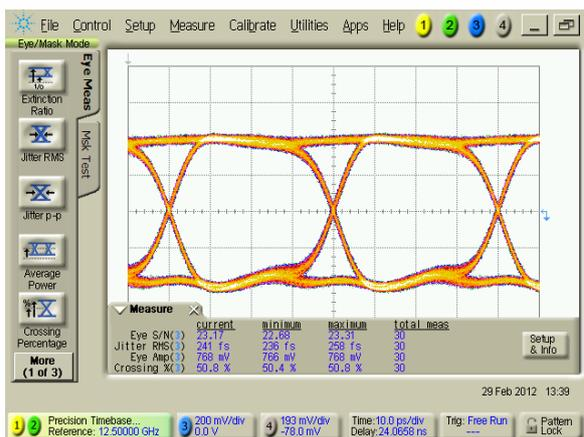 File Control Setup Measure Calibrate Utilities Apps Help 1 2 3 4
Eye/Mask Mode
Eye Meas
Msk Test
Extinction
Ratio
Jitter RMS
Jitter p-p
Average
Power
Crossing
Percentage
More
(1 of 3)
Measure
current minimum maximum total meas
Eye S/N(3) 23.17 22.68 23.31 30
Jitter RMS(3) 241 fs 236 fs 258 fs 30
Eye Amp(3) 768 mV 766 mV 768 mV 30
Crossing %(3) 50.8 % 50.4 % 50.8 % 30
Setup
& Info
29 Feb 2012 13:39
1 2 Precision Timebase...
Reference: 12.50000 GHz
3 200 mV/div
0.0 V
4 193 mV/div
-78.0 mV
Time:10.0 ps/div
Delay:24.0658 ns
Trig: Free Run
----
Pattern
Lock